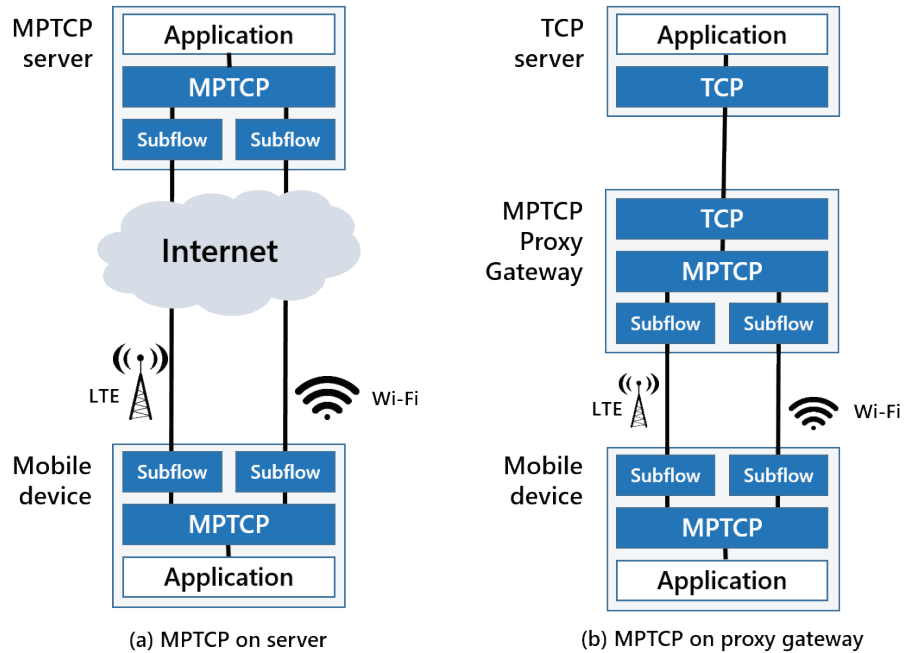 MPTCP
server
Application
MPTCP
Subflow
Subflow
Internet
LTE
Wi-Fi
Mobile
device
Subflow
Subflow
MPTCP
Application
(a) MPTCP on server
TCP
server
Application
TCP
MPTCP
Proxy
Gateway
TCP
MPTCP
Subflow
Subflow
LTE
Wi-Fi
Mobile
device
Subflow
Subflow
MPTCP
Application
(b) MPTCP on proxy gateway